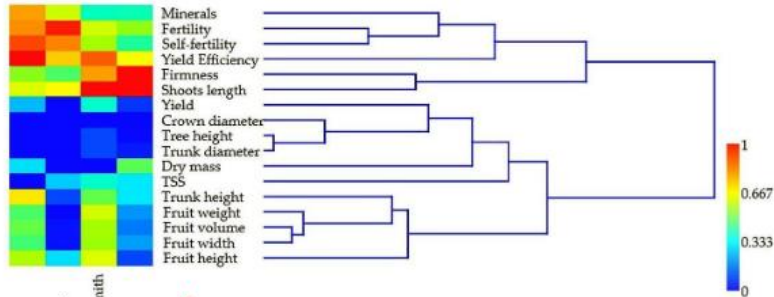 Minerals
Fertility
Self-fertility
Yield Efficiency
Firmness
Shoots length
Yield
Crown diameter
Tree height
Trunk diameter
Dry mass
TSS
Trunk height
Fruit weight
Fruit volume
Fruit width
Fruit height
1
0.667
0.333
0